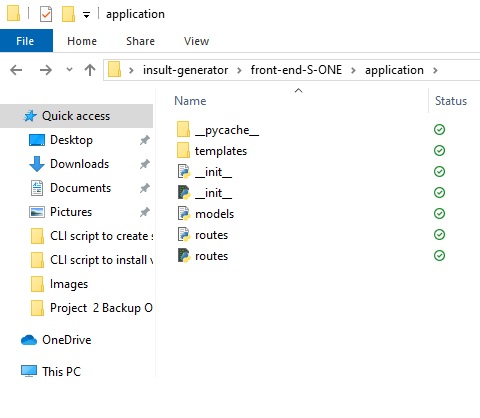 application
File Home Share View
insult-generator front-end-S-ONE application
Name Status
Quick access
Desktop
Downloads
Documents
Pictures
CLI script to create
CLI script to install
Images
Project 2 Backup O
OneDrive
This PC
__pycache__
templates
__init__
__init__
models
routes
routes